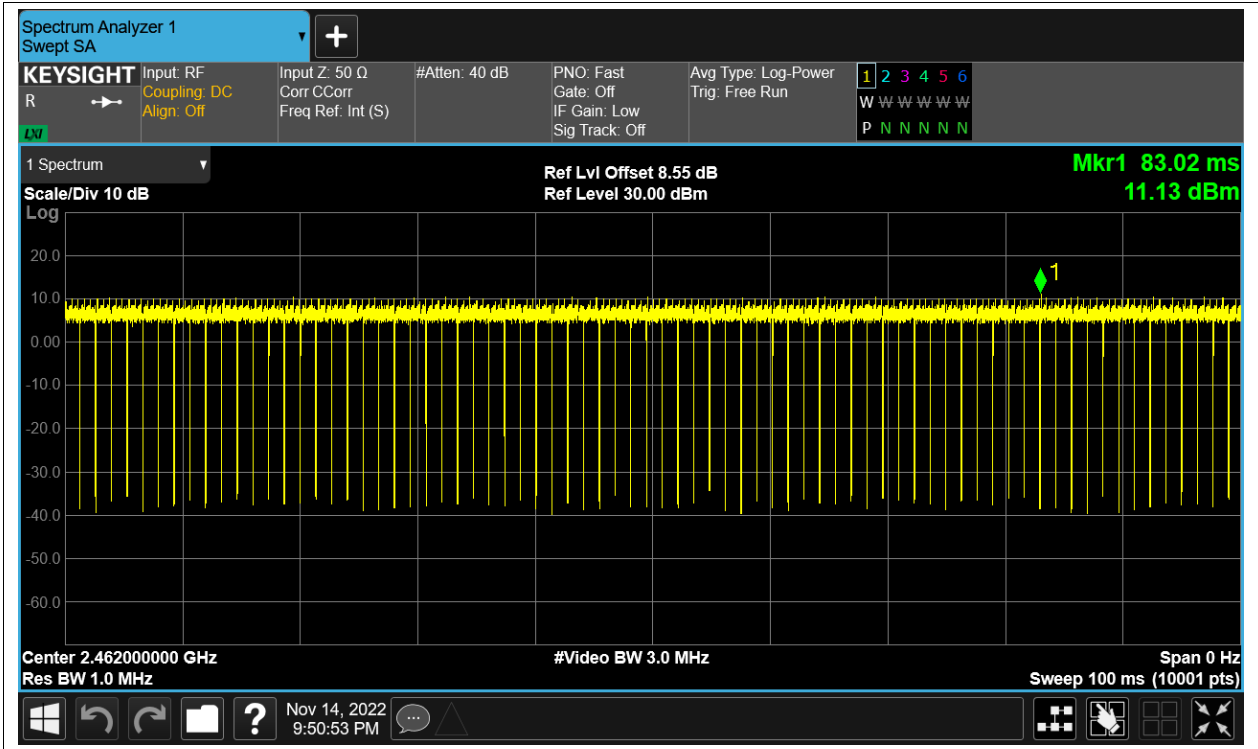 Spectrum Analyzer 1
Swept SA
KEYSIGHT
R
LXI
Input: RF
Coupling: DC
Align: Off
Input Z: 50 Ω
Corr CCorr
Freq Ref: Int (S)
#Atten: 40 dB
PNO: Fast
Gate: Off
IF Gain: Low
Sig Track: Off
Avg Type: Log-Power
Trig: Free Run
1 2 3 4 5 6
W W W W W W
P N N N N N
1 Spectrum
Scale/Div 10 dB
Log
Ref Lvl Offset 8.55 dB
Ref Level 30.00 dBm
Mkr1 83.02 ms
11.13 dBm
1
20.0
10.0
0.00
-10.0
-20.0
-30.0
-40.0
-50.0
-60.0
Center 2.462000000 GHz
Res BW 1.0 MHz
#Video BW 3.0 MHz
Span 0 Hz
Sweep 100 ms (10001 pts)
?
Nov 14, 2022
9:50:53 PM